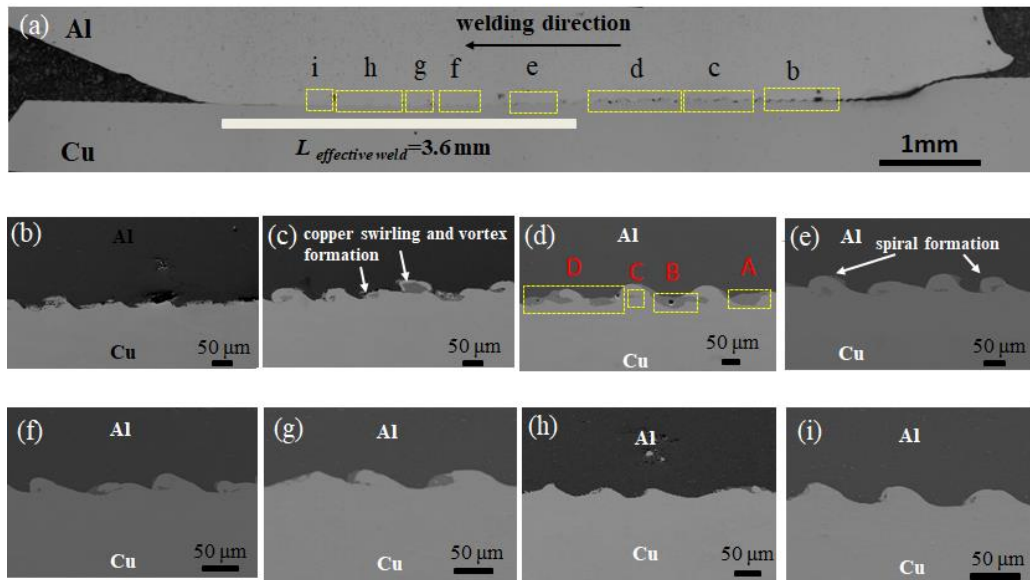 (a)
Al
welding direction
i h g f e d c b
Cu
L effective weld=3.6 mm
1mm
(b)
Al
Cu
50 μm
(c)
copper swirling and vortex
formation
Cu
50 μm
(d)
Al
D C B A
Cu
50 μm
(e)
Al
spiral formation
Cu
50 μm
(f)
Al
Cu
50 μm
(g)
Al
Cu
50 μm
(h)
Al
Cu
50 μm
(i)
Al
Cu
50 μm